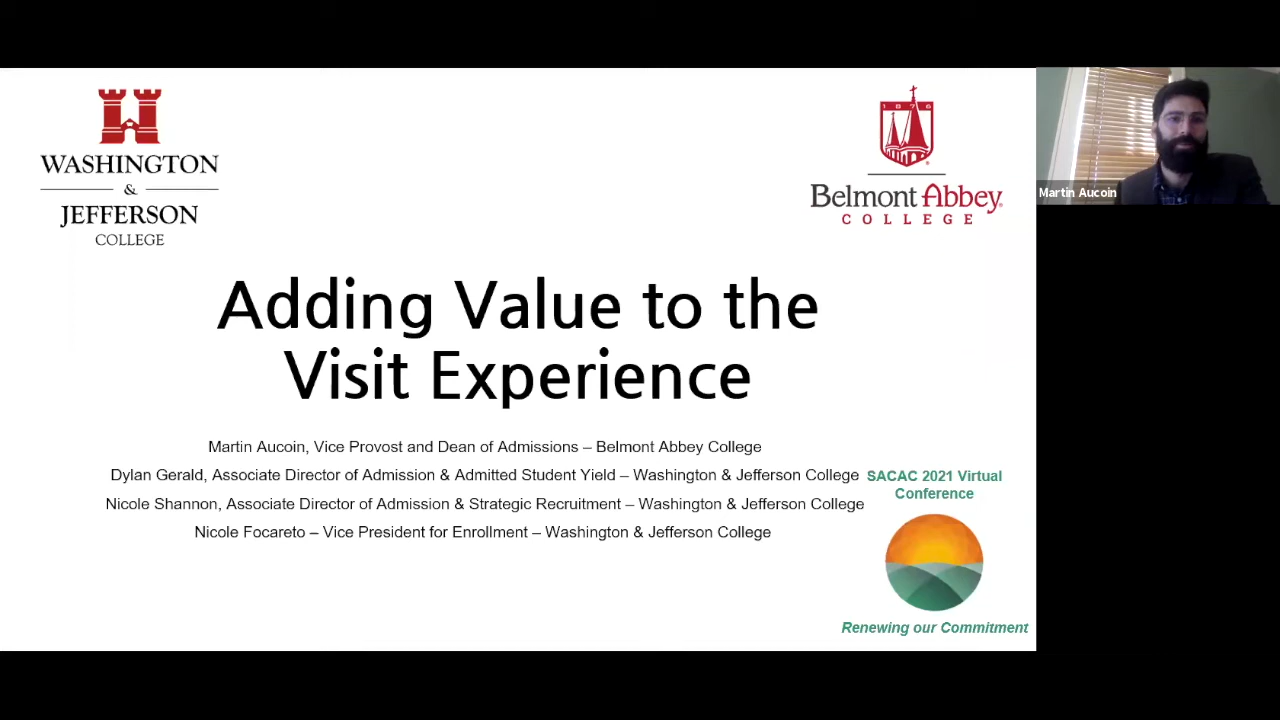 WASHINGTON
&
JEFFERSON
COLLEGE
1876
Belmont Abbey
COLLEGE
Martin Aucoin
Adding Value to the
Visit Experience
Martin Aucoin, Vice Provost and Dean of Admissions – Belmont Abbey College
Dylan Gerald, Associate Director of Admission & Admitted Student Yield – Washington & Jefferson College
Nicole Shannon, Associate Director of Admission & Strategic Recruitment – Washington & Jefferson College
Nicole Focareto – Vice President for Enrollment – Washington & Jefferson College
SACAC 2021 Virtual
Conference
Renewing our Commitment